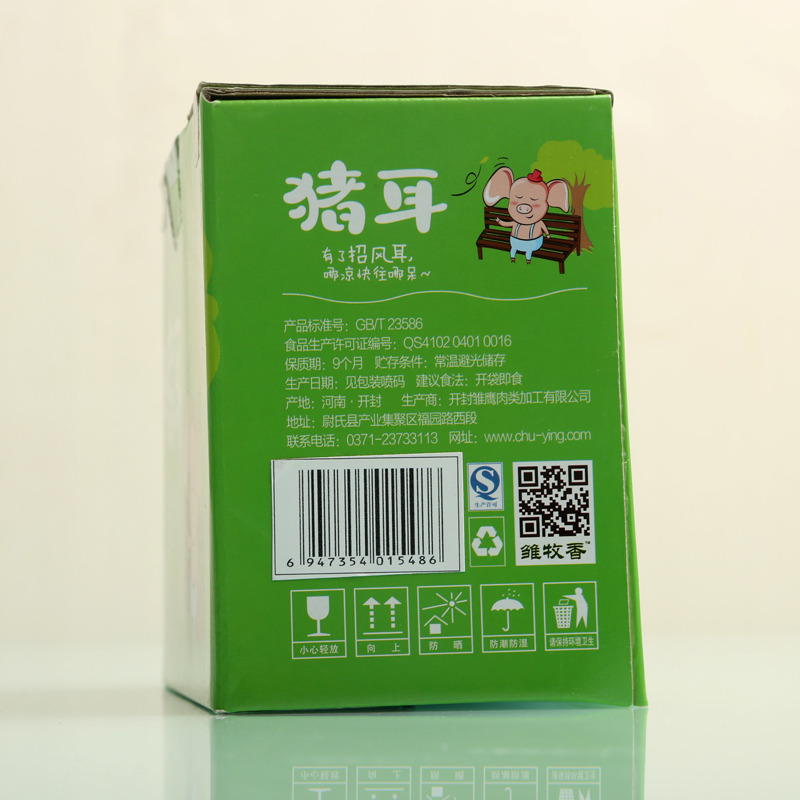 猪耳
有了招风耳,
哪凉快往哪呆~
产品标准号：GB/T 23586
食品生产许可证编号：QS4102 0401 0016
保质期：9个月 贮存条件：常温避光储存
生产日期：见包装喷码 建议食法：开袋即食
产地：河南·开封 生产商：开封雏鹰肉类加工有限公司
地址：尉氏县产业集聚区福园路西段
联系电话：0371-23733113 网址：www.chu-ying.com
QS
生产许可
6 947354 015486
雏牧香™
小心轻放 向上 防晒 防潮防湿 请保持环境卫生